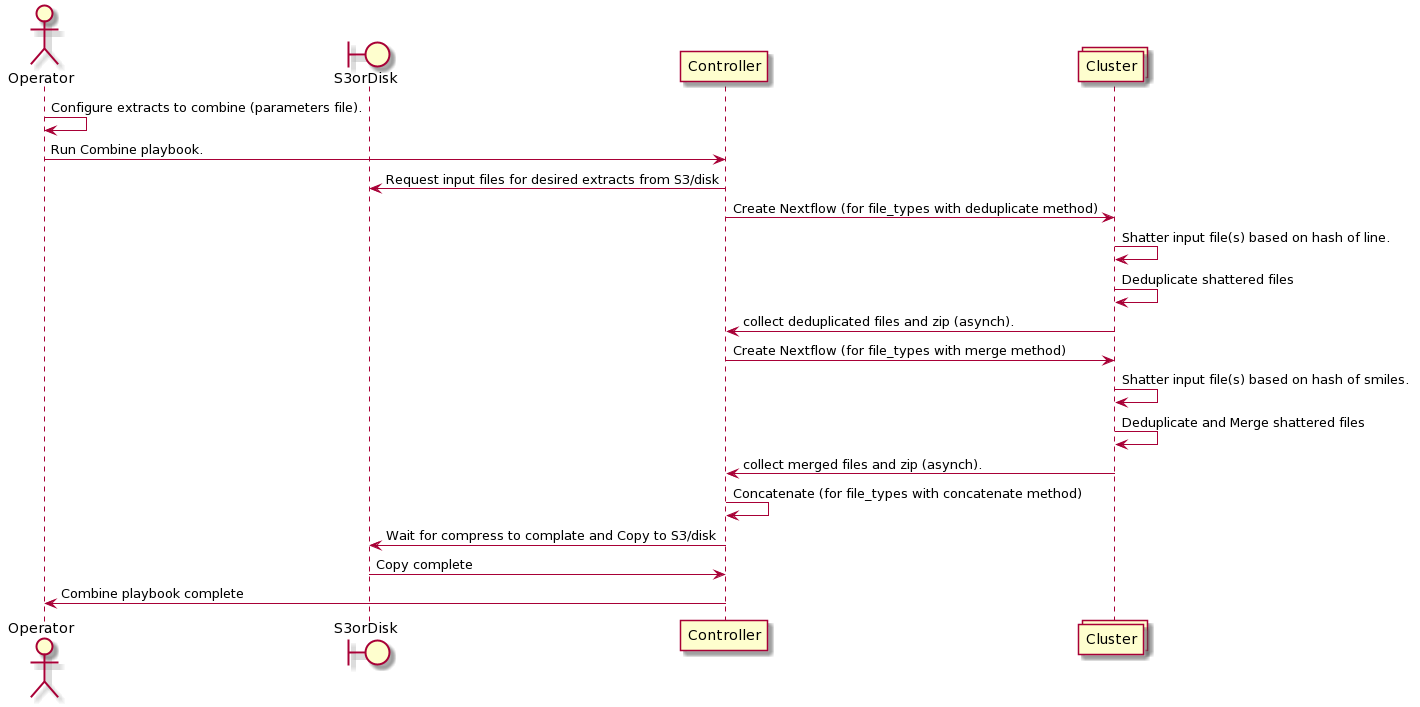 Operator
S3orDisk
Controller
Cluster
Configure extracts to combine (parameters file).
Run Combine playbook.
Request input files for desired extracts from S3/disk
Create Nextflow (for file_types with deduplicate method)
Shatter input file(s) based on hash of line.
Deduplicate shattered files
collect deduplicated files and zip (asynch).
Create Nextflow (for file_types with merge method)
Shatter input file(s) based on hash of smiles.
Deduplicate and Merge shattered files
collect merged files and zip (asynch).
Concatenate (for file_types with concatenate method)
Wait for compress to complate and Copy to S3/disk
Copy complete
Combine playbook complete
Operator
S3orDisk
Controller
Cluster